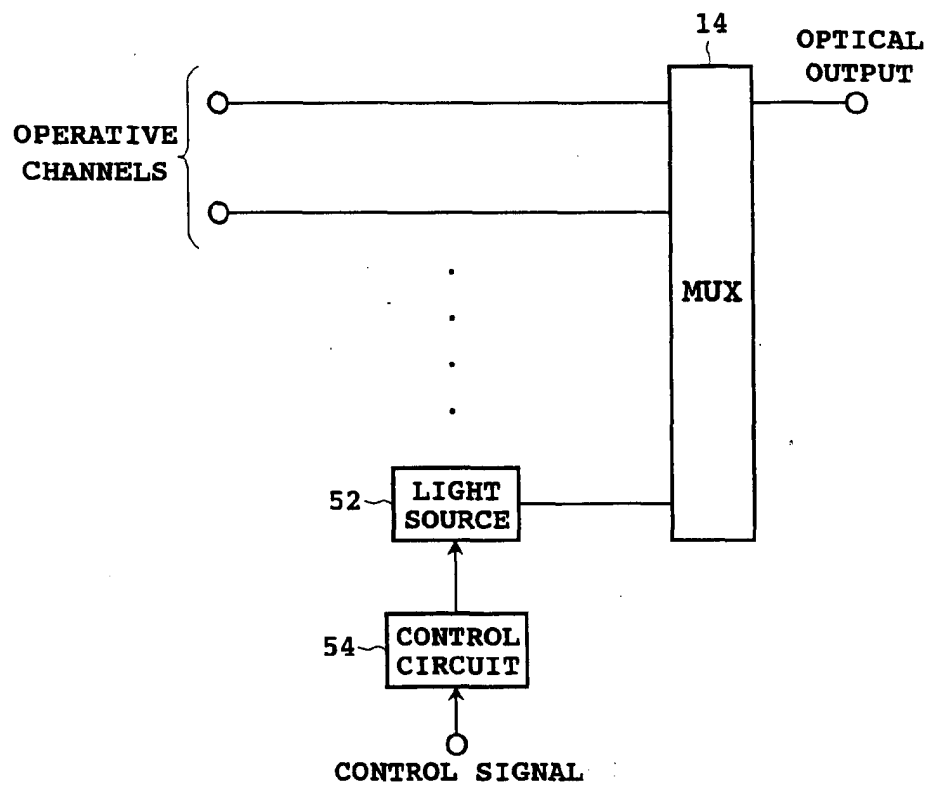 14
OPTICAL
OUTPUT
OPERATIVE
CHANNELS
MUX
52
LIGHT
SOURCE
54
CONTROL
CIRCUIT
CONTROL SIGNAL